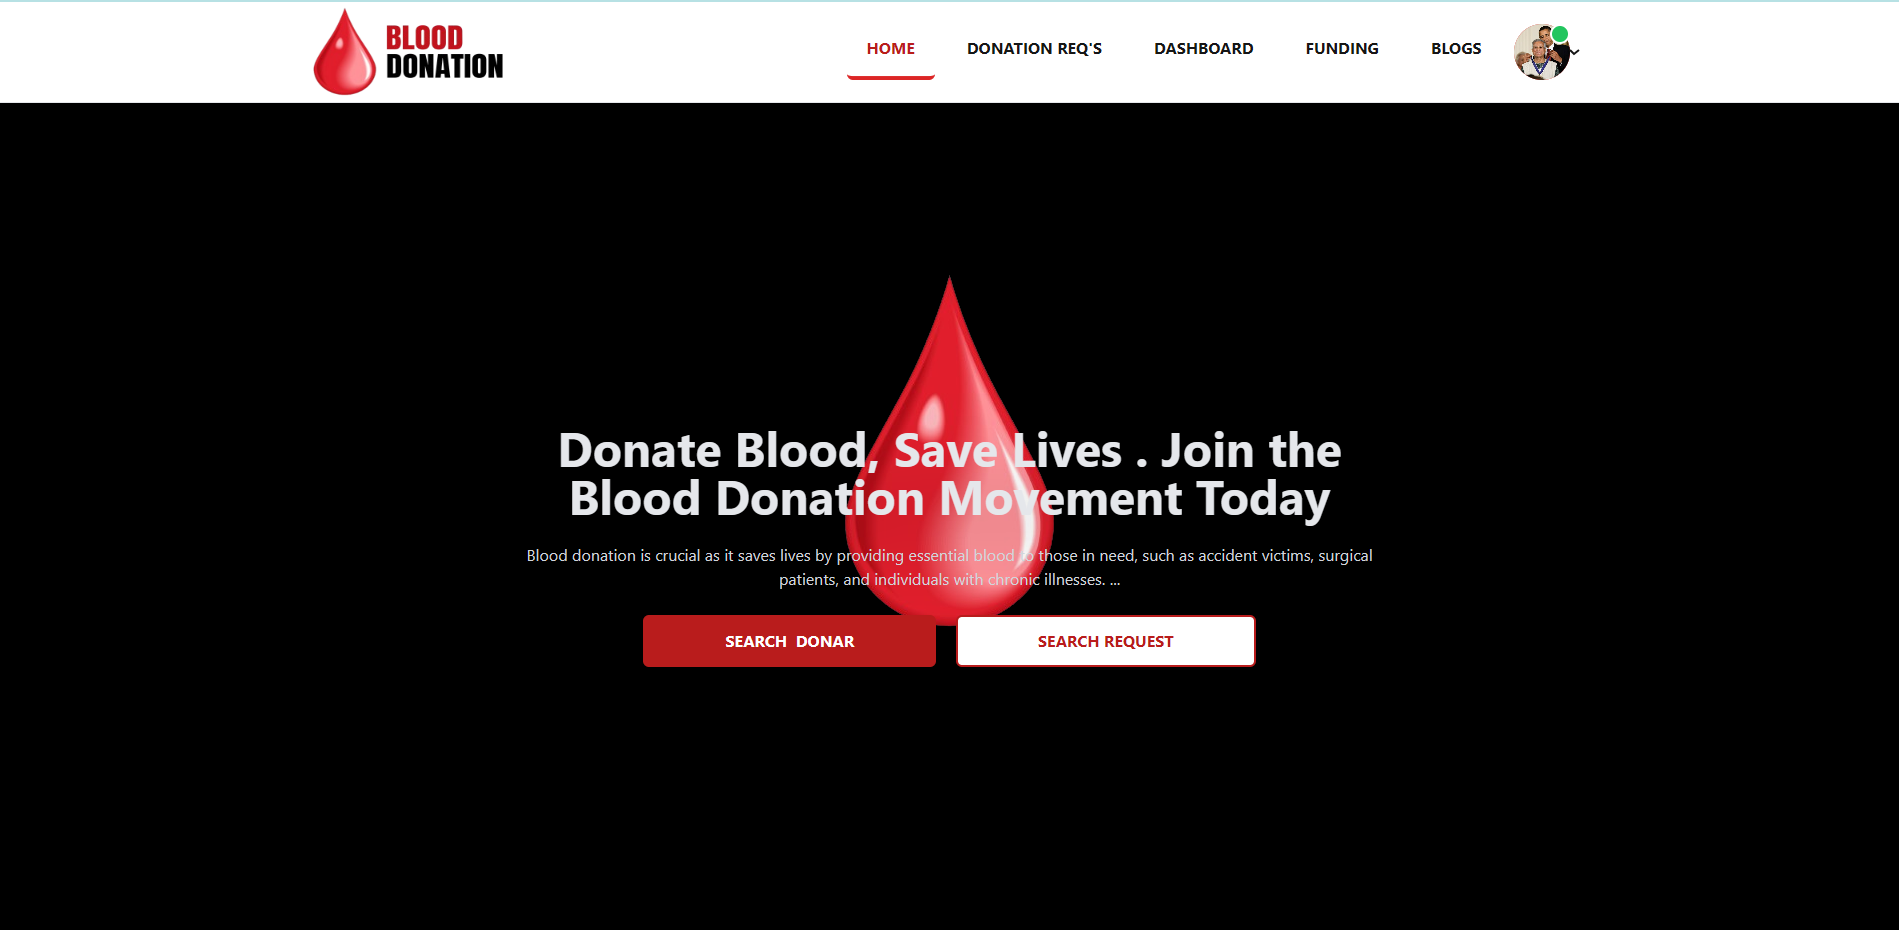 BLOOD
DONATION
HOME
DONATION REQ'S
DASHBOARD
FUNDING
BLOGS
Donate Blood, Save Lives . Join the
Blood Donation Movement Today
Blood donation is crucial as it saves lives by providing essential blood to those in need, such as accident victims, surgical
patients, and individuals with chronic illnesses. ...
SEARCH  DONAR
SEARCH REQUEST